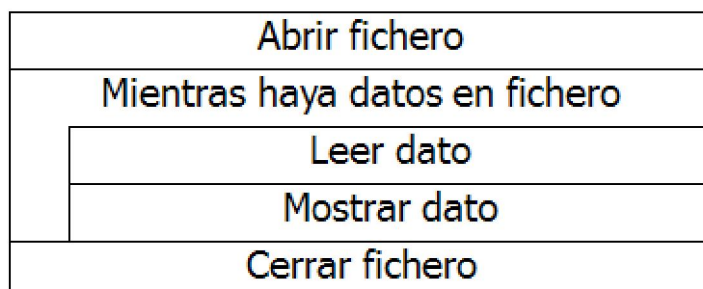 Abrir fichero
Mientras haya datos en fichero
Leer dato
Mostrar dato
Cerrar fichero